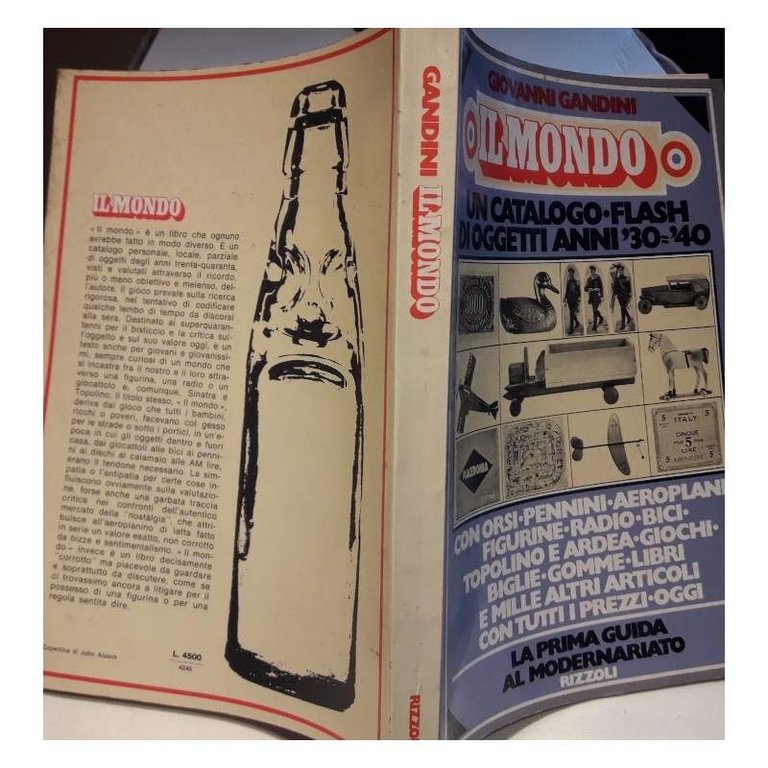 IL MONDO
« Il mondo » è un libro che ognuno
avrebbe fatto in modo diverso. È un
catalogo personale, locale, parziale
di oggetti degli anni trenta-quaranta,
visti e valutati attraverso il ricordo,
più o meno obiettivo e melenso, del-
l'autore. Il gioco prevale sulla ricerca
rigorosa, nel tentativo di codificare
qualche lembo di tempo da discorsi
alla sera. Destinato ai superquaran-
tenni per il bisticcio e la critica sul-
l'oggetto e sul suo valore oggi, è un
testo anche per giovani e giovanissi-
mi, sempre curiosi di un mondo che
si incastra fra il nostro e il loro attra-
verso una figurina, una radio o un
giocattolo e, comunque, Sinatra e
Topolino. Il titolo stesso, « Il mondo »,
deriva dal gioco che tutti i bambini,
ricchi o poveri, facevano col gesso
per le strade o sotto i portici, in un'e-
poca in cui gli oggetti dentro e fuori
casa, dai giocattoli alle bici ai penni-
ni ai dischi al calamaio alle AM lire,
erano il fendone necessario. La sim-
patia o l'antipatia per certe cose in-
fluiscono ovviamente sulla valutazio-
ne, forse anche una garbata traccia
critica nei confronti dell'autentico
mercato della "nostalgia", che attri-
buisce all'aeroplanino di latta fatto
in serie un valore esatto, non corrotto
da bizze e sentimentalismo. « Il mon-
do » invece è un libro decisamente
"corrotto" ma piacevole da guardare
e soprattutto da discutere, come se
ci trovassimo ancora a litigare per il
possesso di una figurina o per una
regola sentita dire.
Copertina di John Alcorn
L. 4500
4246
GANDINI IL MONDO
RIZZO
GIOVANNI GANDINI
IL MONDO
UN CATALOGO·FLASH
DI OGGETTI ANNI '30='40
MACEDONIA
ITALY
CINQUE
5
LIRE
CON ORSI·PENNINI·AEROPLANI
FIGURINE·RADIO·BICI·
TOPOLINO E ARDEA·GIOCHI·
BIGLIE·GOMME·LIBRI
E MILLE ALTRI ARTICOLI
CON TUTTI I PREZZI·OGGI
LA PRIMA GUIDA
AL MODERNARIATO
RIZZOLI